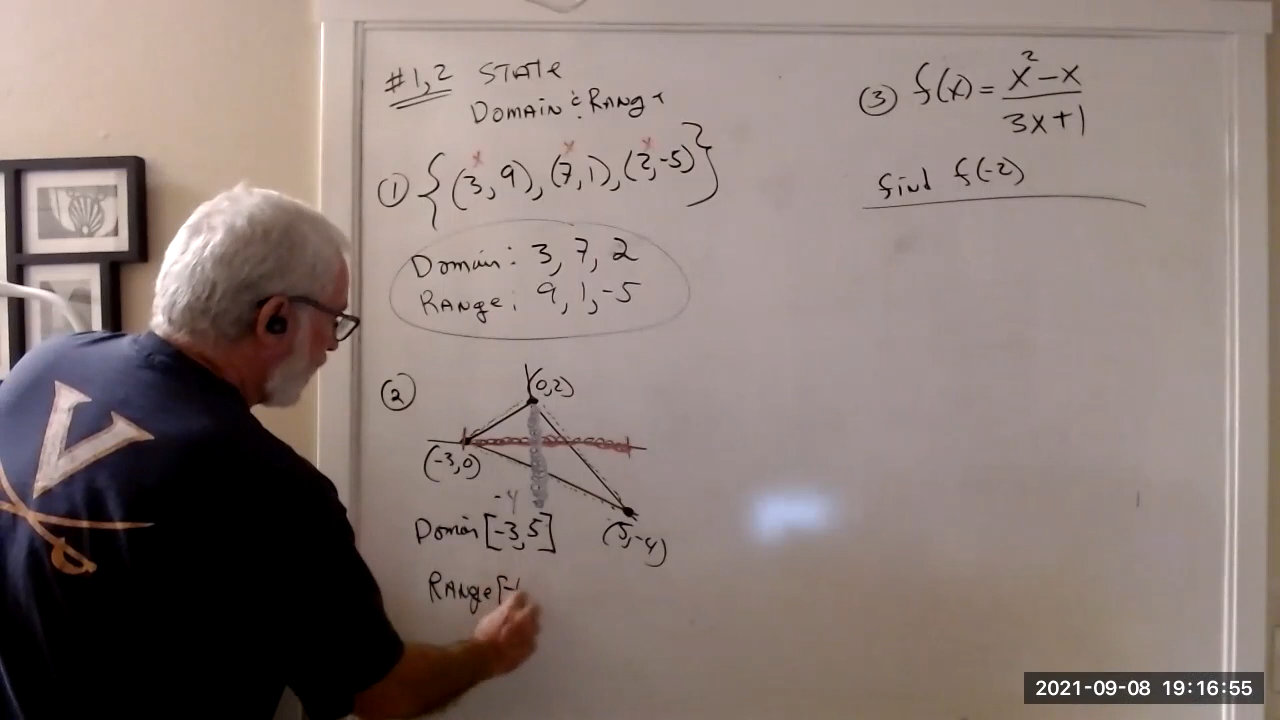 #1,2 State
Domain & Range
① {(3, 9), (7, 1), (2, -5)}
x x x
Domain: 3, 7, 2
Range: 9, 1, -5
②
Y
(0,2)
(-3,0)
-4
(5,-4)
Domain [-3,5]
Range [-
③ f(x) = x² - x / 3x + 1
find f(-2)
V
2021-09-08 19:16:55